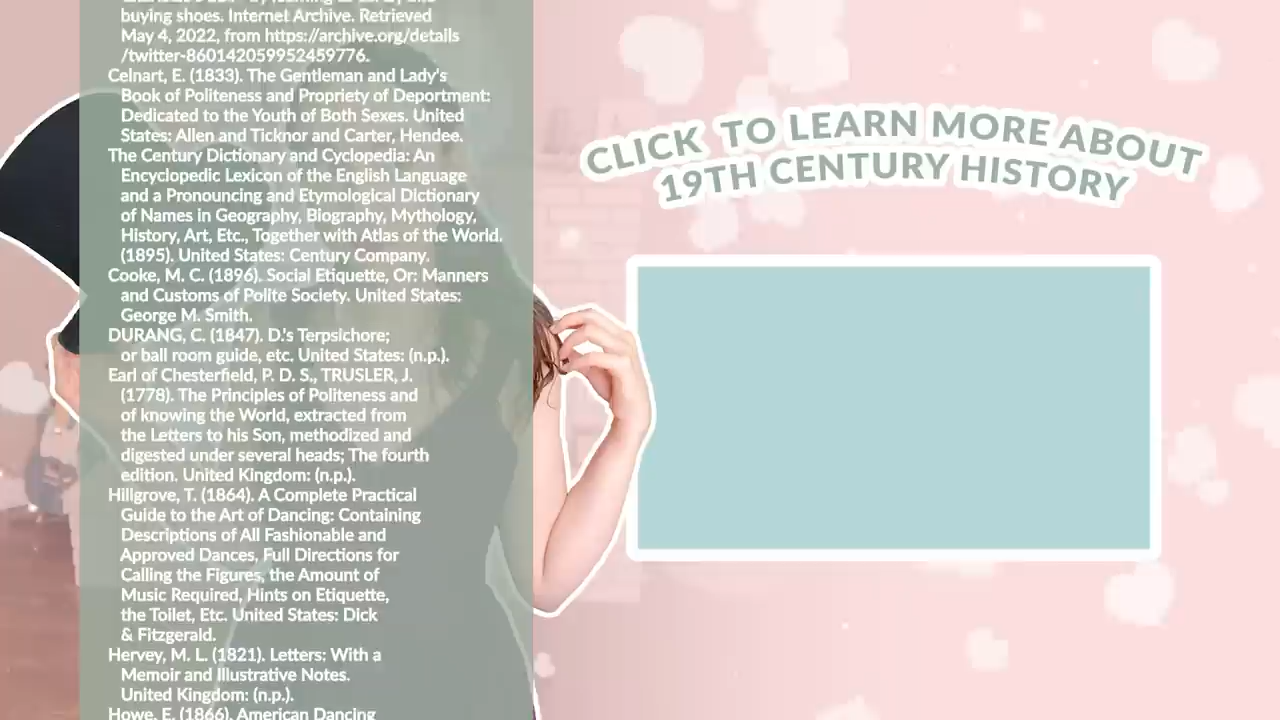 buying shoes. Internet Archive. Retrieved
May 4, 2022, from https://archive.org/details
/twitter-860142059952459776.
Celnart, E. (1833). The Gentleman and Lady's
Book of Politeness and Propriety of Deportment:
Dedicated to the Youth of Both Sexes. United
States: Allen and Ticknor and Carter, Hendee.
The Century Dictionary and Cyclopedia: An
Encyclopedic Lexicon of the English Language
and a Pronouncing and Etymological Dictionary
of Names in Geography, Biography, Mythology,
History, Art, Etc., Together with Atlas of the World.
(1895). United States: Century Company.
Cooke, M. C. (1896). Social Etiquette, Or: Manners
and Customs of Polite Society. United States:
George M. Smith.
DURANG, C. (1847). D.'s Terpsichore;
or ball room guide, etc. United States: (n.p.).
Earl of Chesterfield, P. D. S., TRUSLER, J.
(1778). The Principles of Politeness and
of knowing the World, extracted from
the Letters to his Son, methodized and
digested under several heads; The fourth
edition. United Kingdom: (n.p.).
Hillgrove, T. (1864). A Complete Practical
Guide to the Art of Dancing: Containing
Descriptions of All Fashionable and
Approved Dances, Full Directions for
Calling the Figures, the Amount of
Music Required, Hints on Etiquette,
the Toilet, Etc. United States: Dick
& Fitzgerald.
Hervey, M. L. (1821). Letters: With a
Memoir and Illustrative Notes.
United Kingdom: (n.p.).
Howe, E. (1866). American Dancing
CLICK TO LEARN MORE ABOUT
19TH CENTURY HISTORY